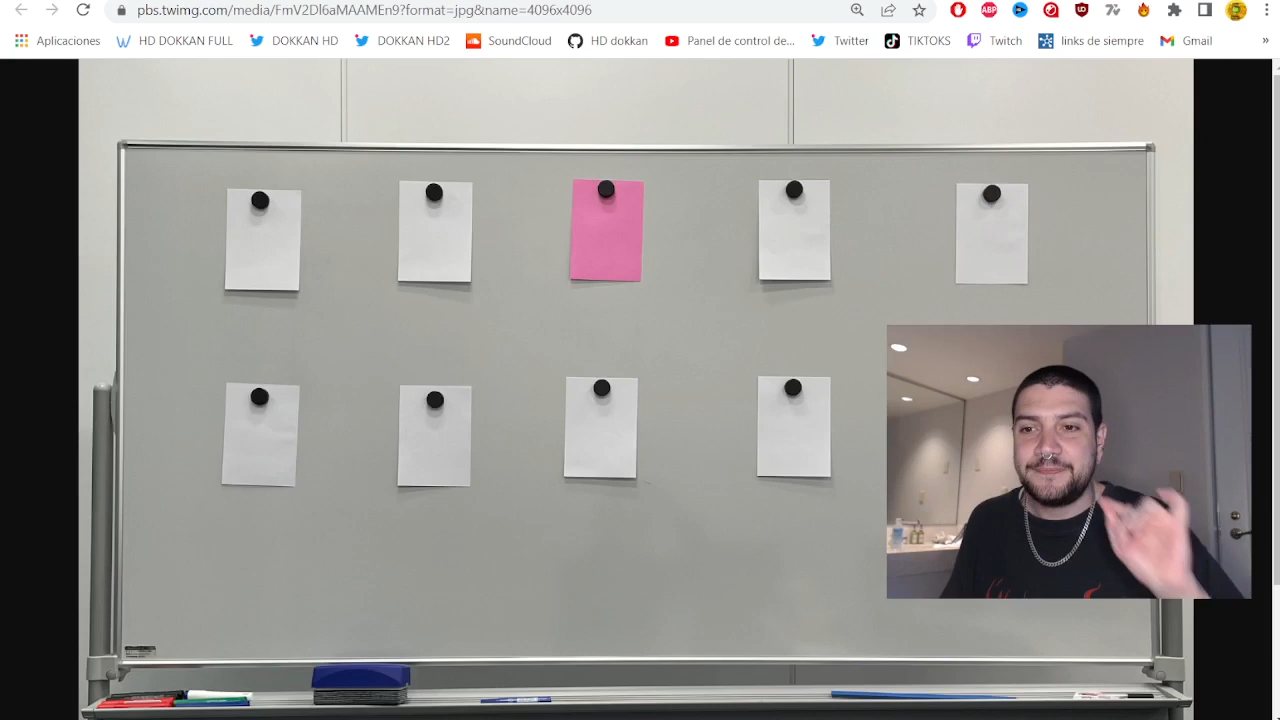 pbs.twimg.com/media/FmV2Dl6aMAAMEn9?format=jpg&name=4096x4096
ABP
Aplicaciones
HD DOKKAN FULL
DOKKAN HD
DOKKAN HD2
SoundCloud
HD dokkan
Panel de control de...
Twitter
TIKTOKS
Twitch
links de siempre
Gmail
»